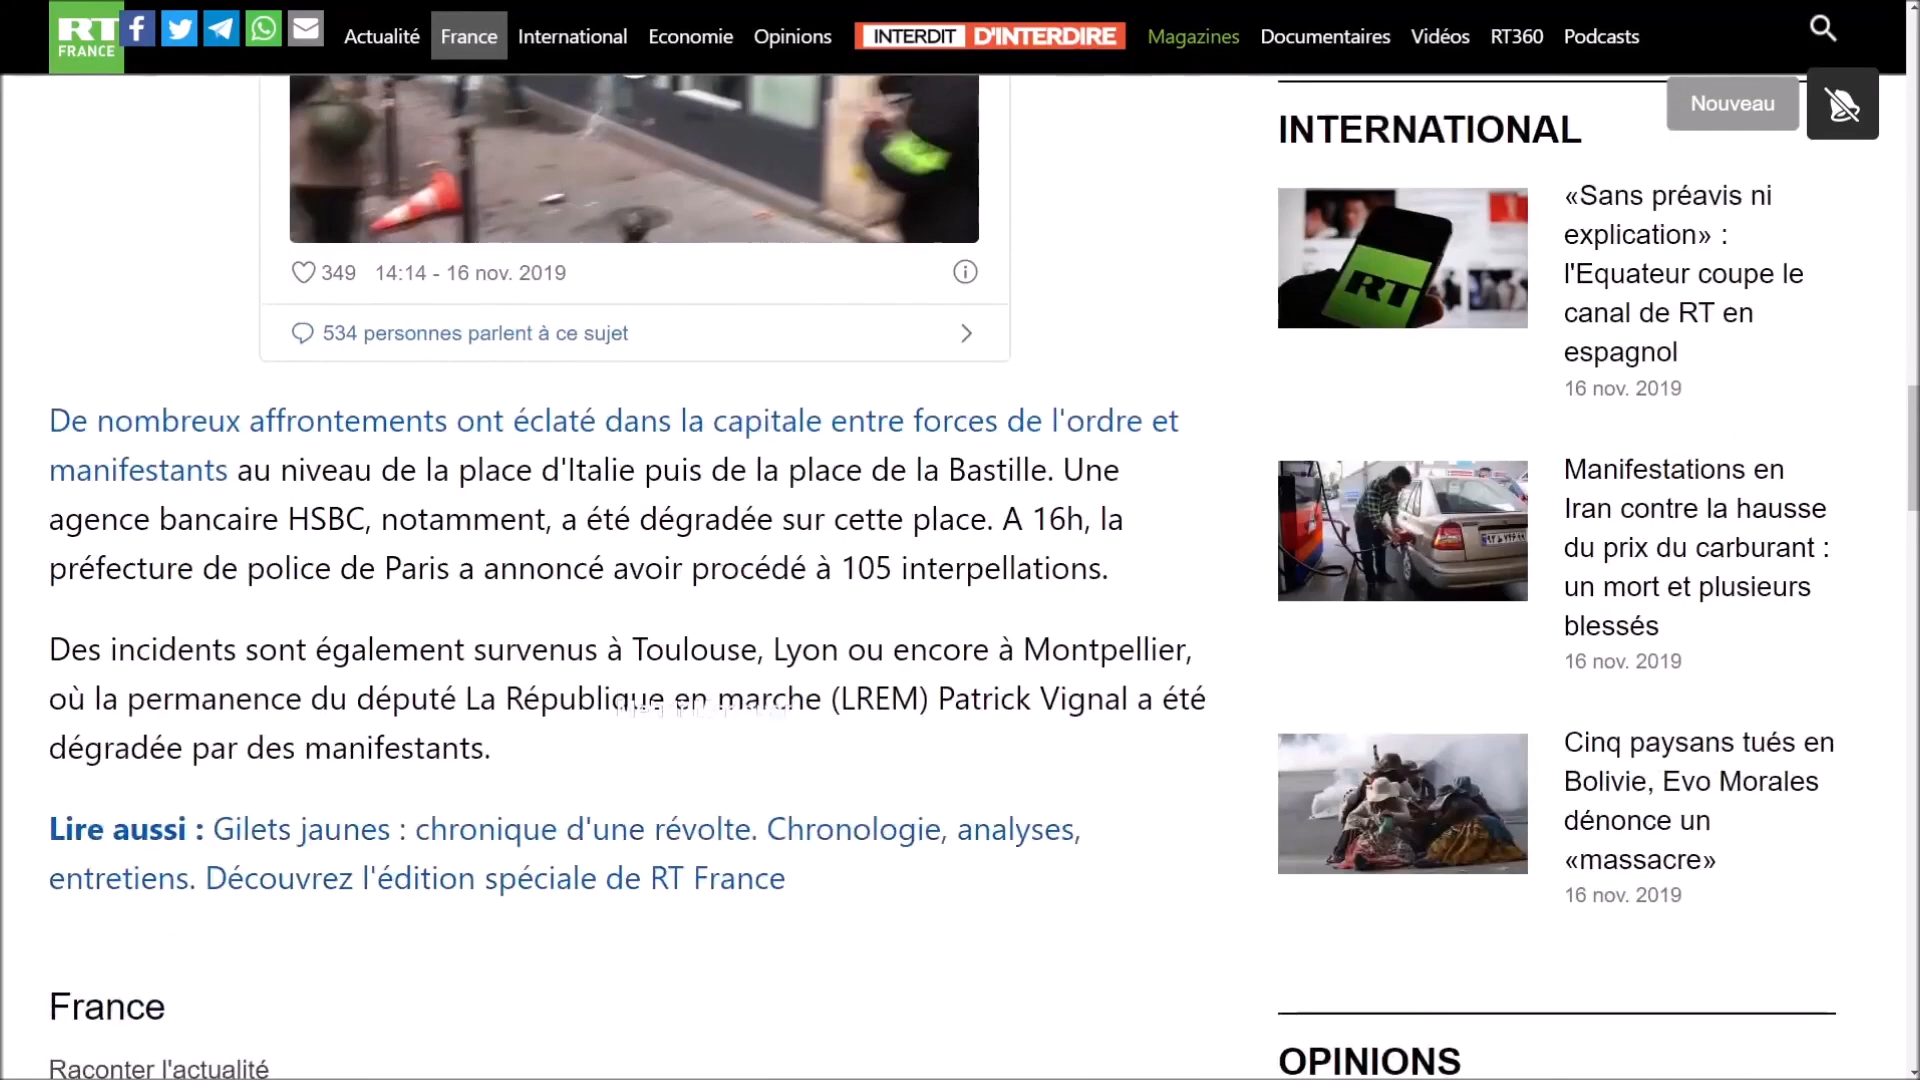 RT
FRANCE
Actualité
France
International
Economie
Opinions
INTERDIT D'INTERDIRE
Magazines
Documentaires
Vidéos
RT360
Podcasts
349 14:14 - 16 nov. 2019
534 personnes parlent à ce sujet
De nombreux affrontements ont éclaté dans la capitale entre forces de l'ordre et
manifestants au niveau de la place d'Italie puis de la place de la Bastille. Une
agence bancaire HSBC, notamment, a été dégradée sur cette place. A 16h, la
préfecture de police de Paris a annoncé avoir procédé à 105 interpellations.
Des incidents sont également survenus à Toulouse, Lyon ou encore à Montpellier,
où la permanence du député La République en marche (LREM) Patrick Vignal a été
dégradée par des manifestants.
Lire aussi : Gilets jaunes : chronique d'une révolte. Chronologie, analyses,
entretiens. Découvrez l'édition spéciale de RT France
France
Raconter l'actualité
Nouveau
INTERNATIONAL
RT
«Sans préavis ni
explication» :
l'Equateur coupe le
canal de RT en
espagnol
16 nov. 2019
Manifestations en
Iran contre la hausse
du prix du carburant :
un mort et plusieurs
blessés
16 nov. 2019
Cinq paysans tués en
Bolivie, Evo Morales
dénonce un
«massacre»
16 nov. 2019
OPINIONS